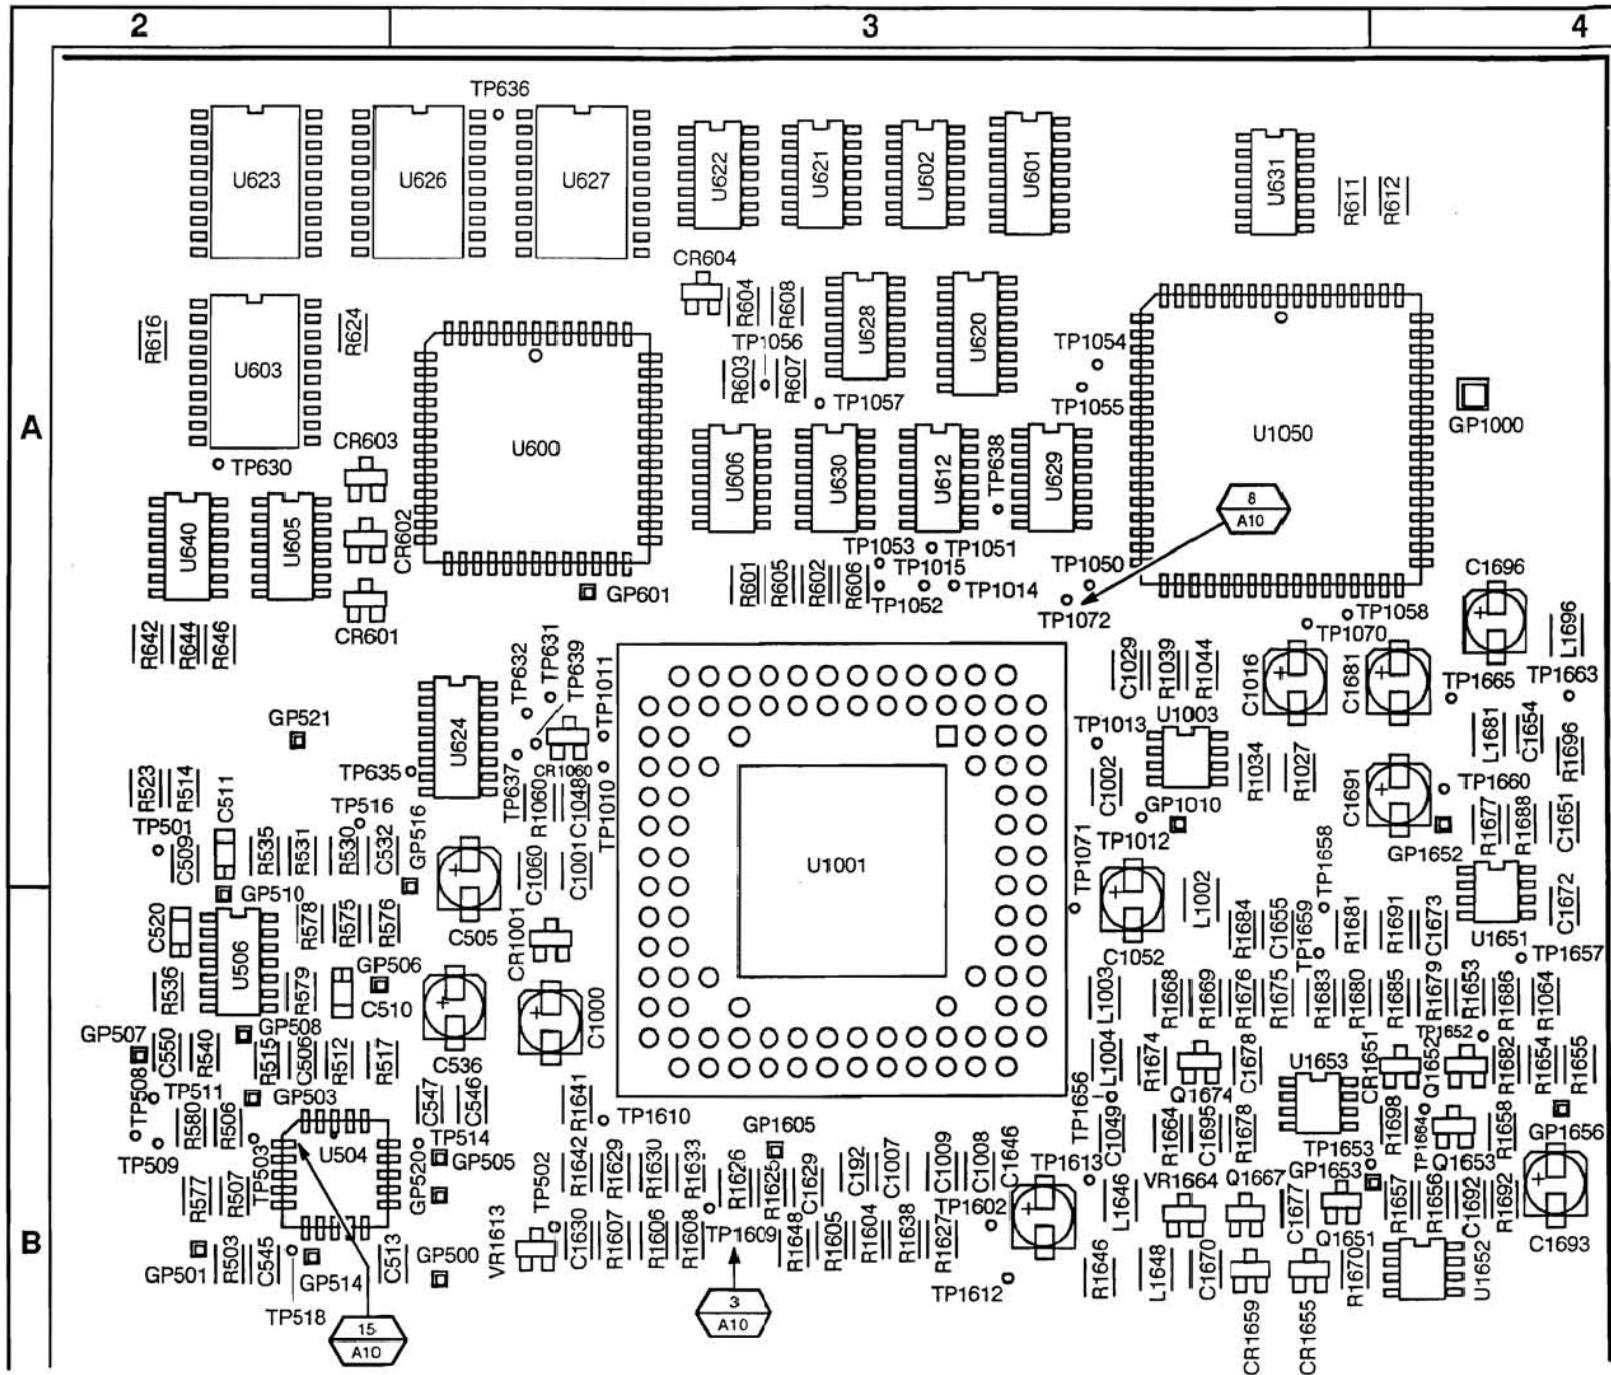 2 3 4
A
B
TP636
U623 U626 U627 U622 U621 U602 U601 U631 R611 R612
CR604
R616 R624 R604 R608 U628 U620
TP1056 TP1054
U603 R603 R607
TP1057 TP1055
U600 U1050 GP1000
CR603
TP630
U606 U630 U612 TP638 U629
8
A10
U640 U605 CR602
TP1053 TP1051
TP1015 TP1050
R601 R605 R602 R606
GP601 TP1052 TP1014
TP1072 TP1058
C1696
CR601
TP1070
R642 R644 R646
TP632 TP631 TP639 TP1011
C1029 R1039 R1044 C1016 C1681 L1696
TP1665 TP1663
GP521
U624
TP1013 U1003
L1681 C1654 R1696
TP635 TP637 CR1060
R523 R514 C511
R1060 C1048 TP1010
C1002 R1034 R1027 C1691
TP1660
TP516 GP516
GP1010
TP501
C509 R535 R531 R530 C532
C1060 C1001
U1001
TP1071 TP1012
TP1658
GP1652
R1677 R1688 C1651
GP510
C520 U506 R578 R575 R576
C505
CR1001
L1002
R1684 C1655 TP1659 R1681 R1691 C1673
U1651 C1672
C1052
TP1657
R536 R579 C510 GP506
C1000
L1003 R1668 R1669 R1676 R1675 R1683 R1680 R1685 R1679 R1653 R1686 R1064
GP507 GP508
C550 R540 R515 C506 R512 R517
C536
TP1652
L1004 R1674 C1678 U1653 CR1651 Q1652 R1682 R1654 R1655
TP508 TP511 GP503
C547 C546 R1641
TP1656 Q1674
TP1610
R580 R506
U504 TP514
GP1605
C1049 R1664 C1695 R1678
R1698 TP1664 R1658 GP1656
TP509 TP503 GP520 GP505
TP502
R1642 R1629 R1630 R1633 R1626 R1625 C1629 C192 C1007 C1009 C1008 C1646
TP1613 TP1653 Q1653
VR1664 Q1667 GP1653
R577 R507
L1646 C1677 R1657 R1656 C1692 R1692
TP1602
VR1613
C1630 R1607 R1606 R1608 TP1609 R1648 R1605 R1604 R1638 R1627
Q1651 C1693
GP501 R503 C545 GP514 C513 GP500
R1646 L1648 C1670 R1670 U1652
TP1612
TP518
CR1659 CR1655
15
A10
3
A10